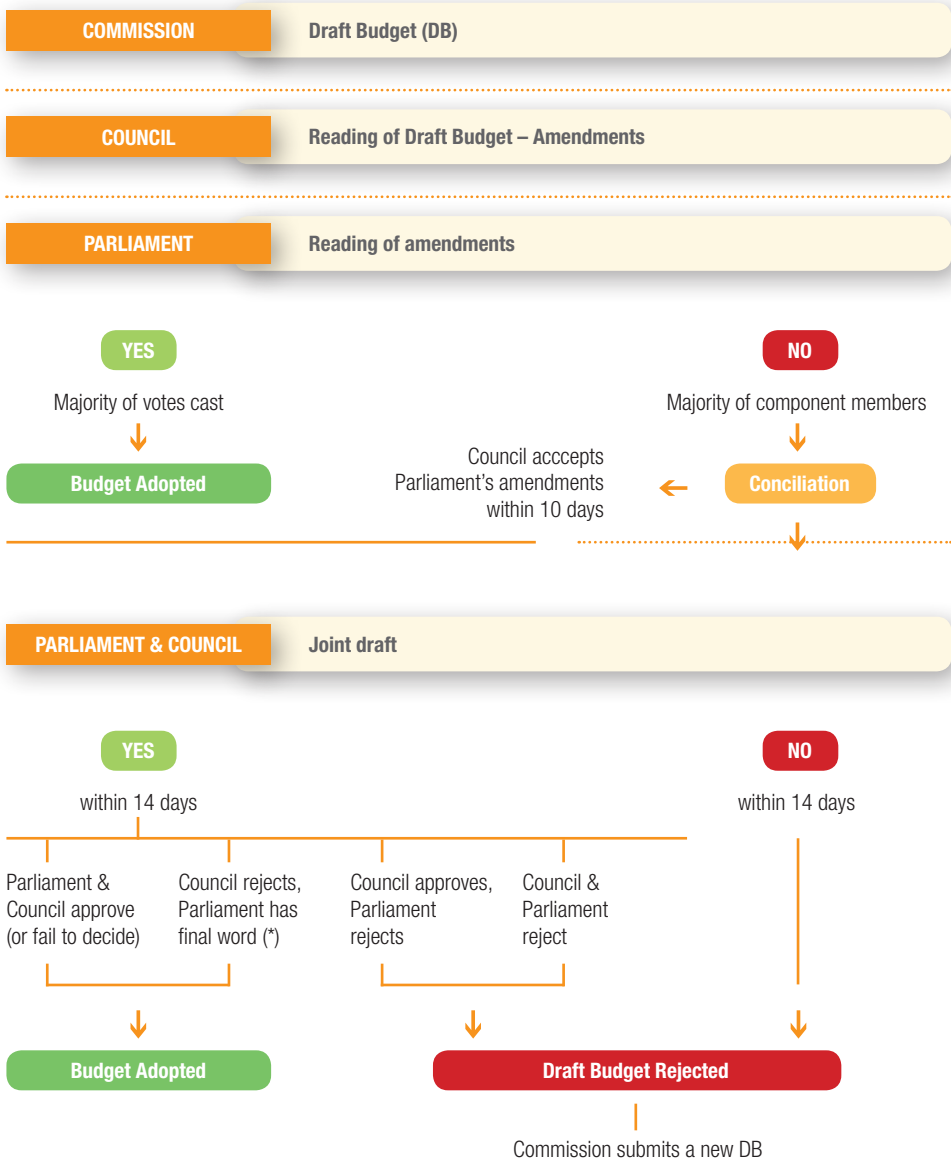 COMMISSION
Draft Budget (DB)
COUNCIL
Reading of Draft Budget – Amendments
PARLIAMENT
Reading of amendments
YES
Majority of votes cast
Budget Adopted
NO
Majority of component members
Conciliation
Council acccepts
Parliament's amendments
within 10 days
PARLIAMENT & COUNCIL
Joint draft
YES
within 14 days
NO
within 14 days
Parliament &
Council approve
(or fail to decide)
Council rejects,
Parliament has
final word (*)
Council approves,
Parliament
rejects
Council &
Parliament
reject
Budget Adopted
Draft Budget Rejected
Commission submits a new DB